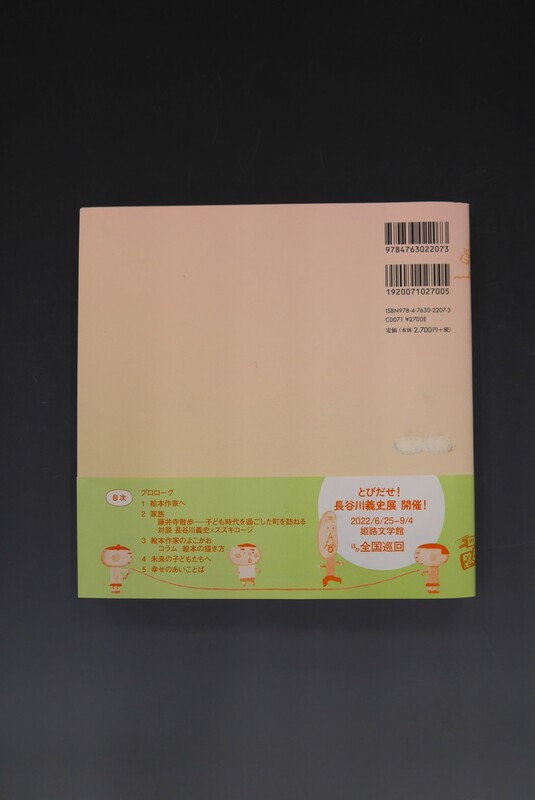 9784763022073
1920071027005
ISBN978-4-7630-2207-3
C0071 ¥2700E
定価(本体2,700円+税)
目次
プロローグ
1 絵本作家へ
2 家族
藤井寺散歩……子ども時代を過ごした町を訪ねる
対談 長谷川義史×スズキコージ
3 絵本作家のよこがお
コラム 絵本の描き方
4 未来の子どもたちへ
5 幸せのあいことば
とびだせ!
長谷川義史展 開催!
2022/6/25-9/4
姫路文学館
ほか全国巡回